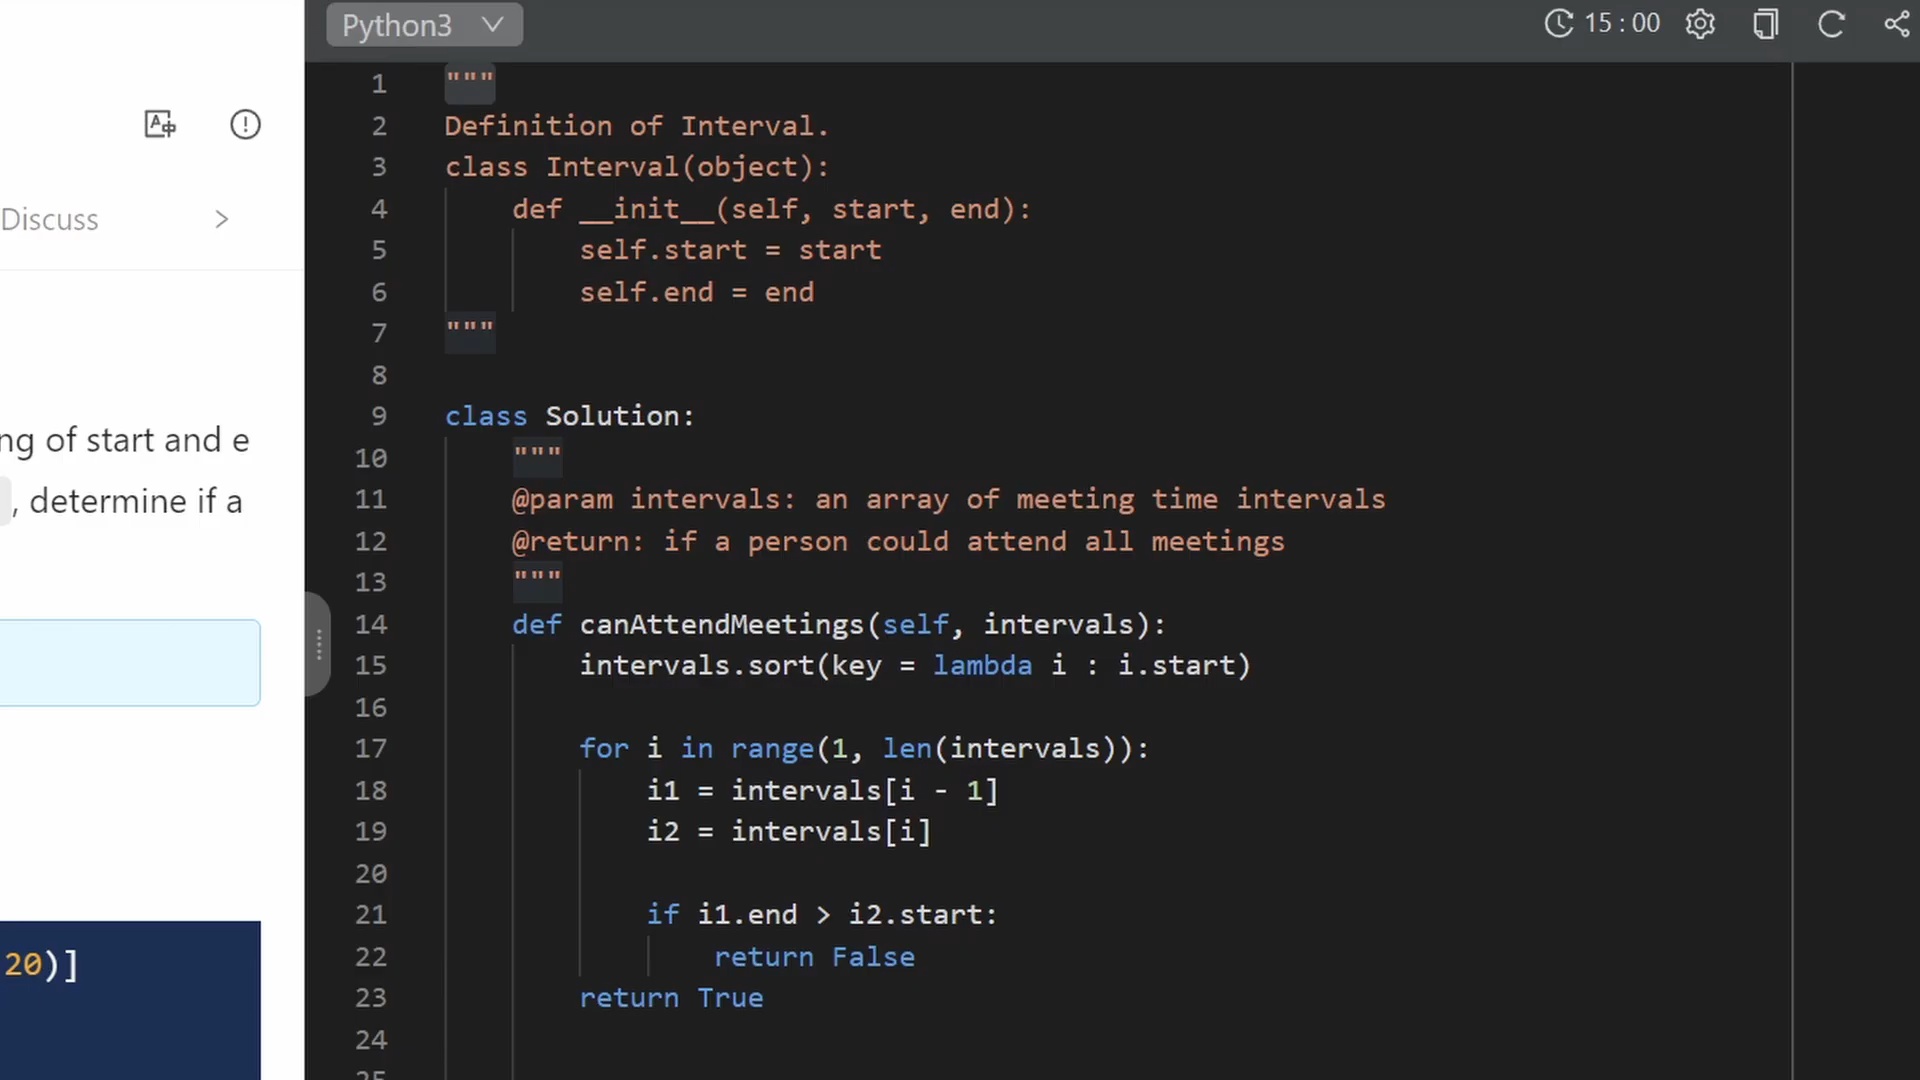 Python3
15 : 00
Discuss
ng of start and e
, determine if a
20)]
1 """
2 Definition of Interval.
3 class Interval(object):
4 def __init__(self, start, end):
5 self.start = start
6 self.end = end
7 """
8
9 class Solution:
10 """
11 @param intervals: an array of meeting time intervals
12 @return: if a person could attend all meetings
13 """
14 def canAttendMeetings(self, intervals):
15 intervals.sort(key = lambda i : i.start)
16
17 for i in range(1, len(intervals)):
18 i1 = intervals[i - 1]
19 i2 = intervals[i]
20
21 if i1.end > i2.start:
22 return False
23 return True
24
25